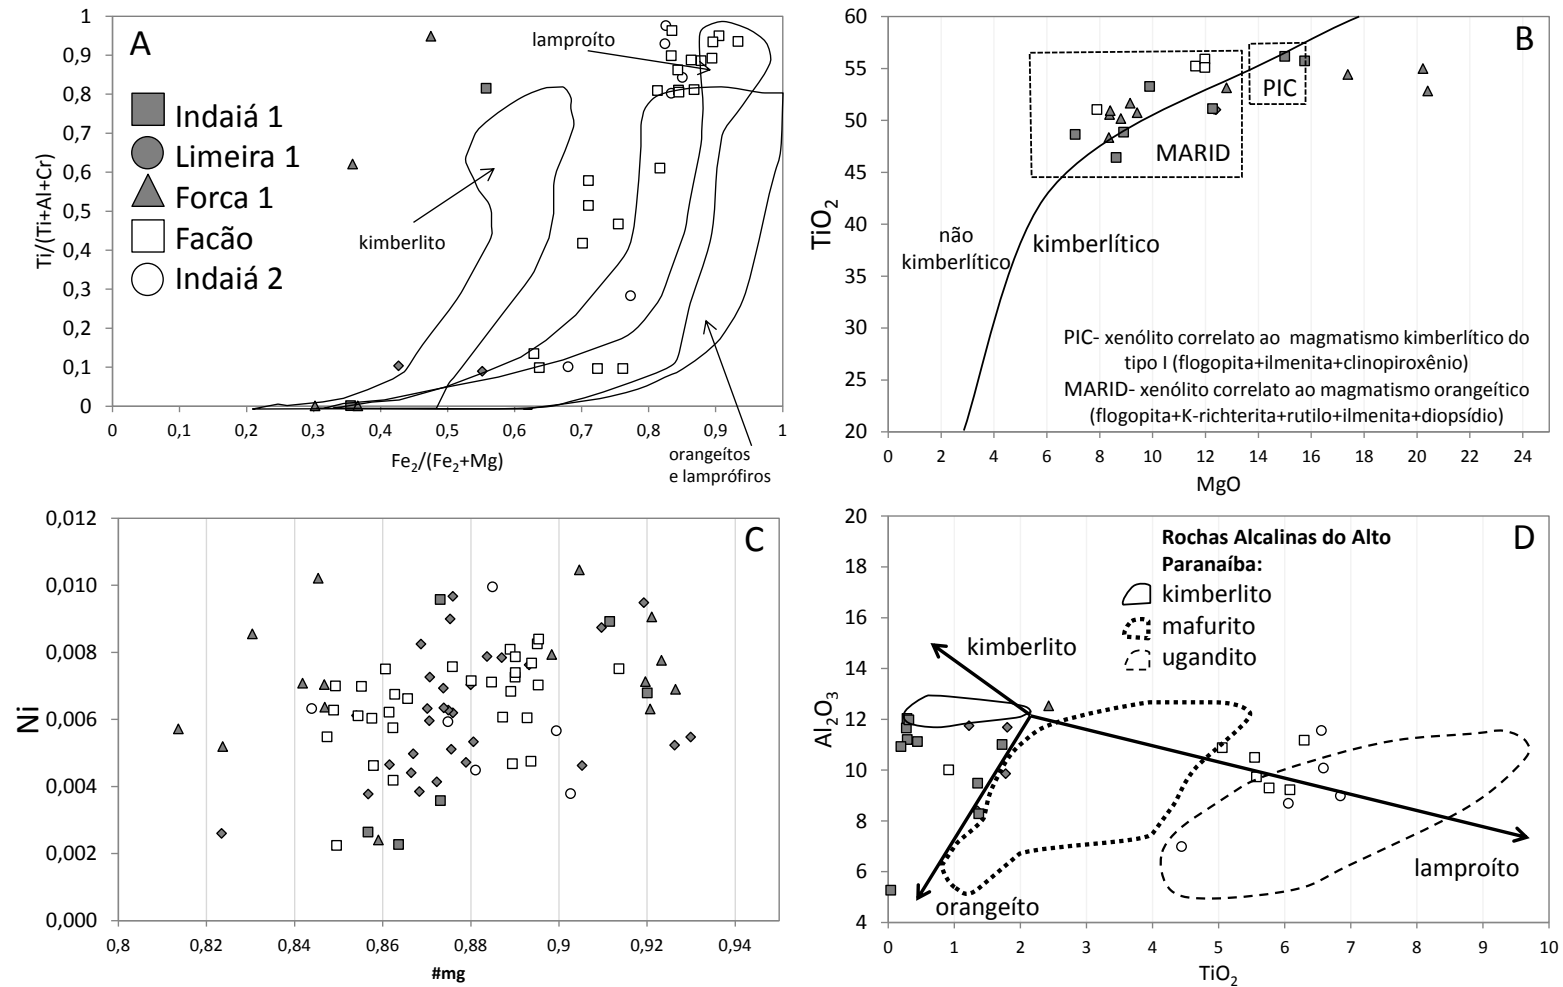 A
Ti/(Ti+Al+Cr)
1
0,9
0,8
0,7
0,6
0,5
0,4
0,3
0,2
0,1
0
Indaiá 1
Limeira 1
Forca 1
Facão
Indaiá 2
lamproíto
kimberlito
orangeítos
e lamprófiros
0 0,1 0,2 0,3 0,4 0,5 0,6 0,7 0,8 0,9 1
Fe2/(Fe2+Mg)
B
TiO2
60
55
50
45
40
35
30
25
20
PIC
MARID
não
kimberlítico
kimberlítico
PIC- xenólito correlato ao magmatismo kimberlítico do
tipo I (flogopita+ilmenita+clinopiroxênio)
MARID- xenólito correlato ao magmatismo orangeítico
(flogopita+K-richterita+rutilo+ilmenita+diopsídio)
0 2 4 6 8 10 12 14 16 18 20 22 24
MgO
C
Ni
0,012
0,010
0,008
0,006
0,004
0,002
0,000
0,8 0,82 0,84 0,86 0,88 0,9 0,92 0,94
#mg
D
Al2O3
20
18
16
14
12
10
8
6
4
Rochas Alcalinas do Alto
Paranaíba:
kimberlito
mafurito
ugandito
kimberlito
lamproíto
orangeíto
0 1 2 3 4 5 6 7 8 9 10
TiO2